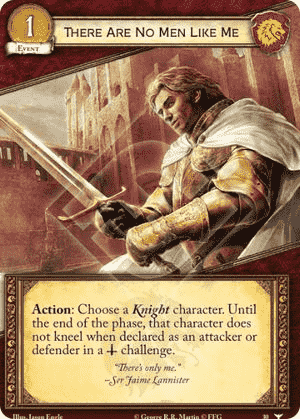 1
THERE ARE NO MEN LIKE ME
EVENT
Action: Choose a Knight character. Until
the end of the phase, that character does
not kneel when declared as an attacker or
defender in a challenge.
"There's only me."
–Ser Jaime Lannister
Illus. Jason Engle
© George R.R. Martin © FFG